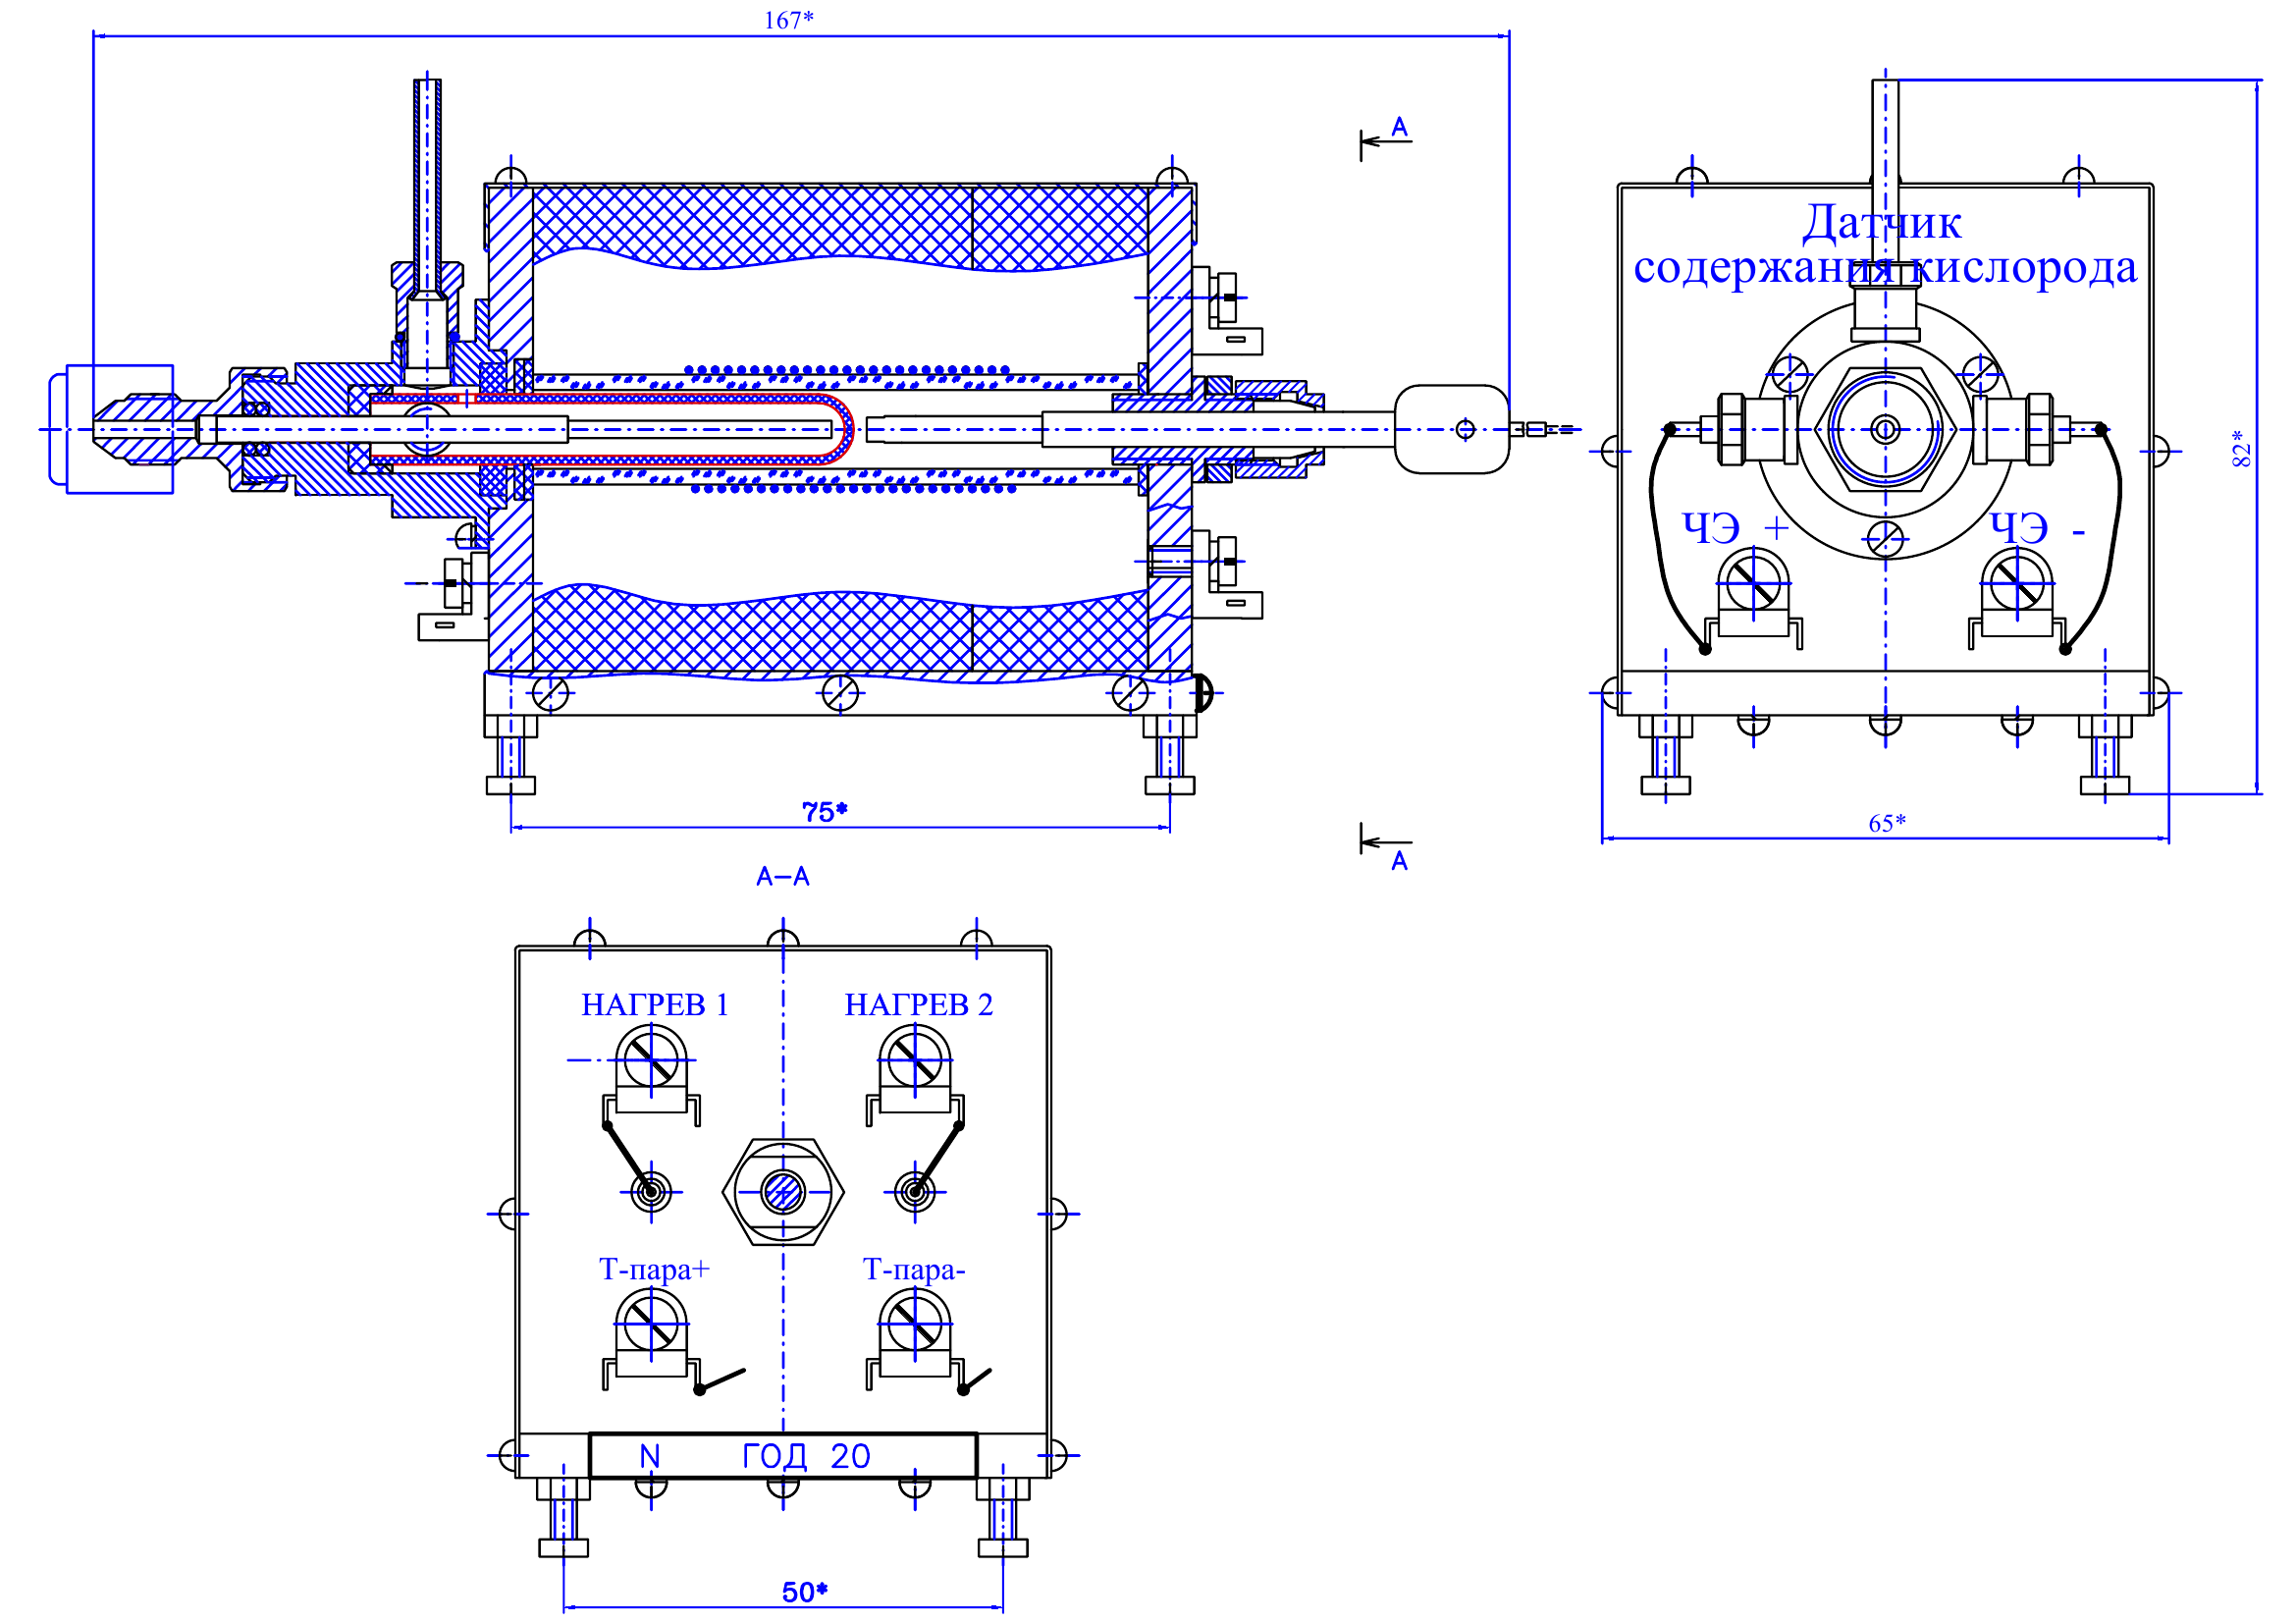 167*
А
Датчик
содержания кислорода
82*
ЧЭ + ЧЭ -
75*
65*
А
А-А
НАГРЕВ 1 НАГРЕВ 2
Т-пара+ Т-пара-
N ГОД 20
50*